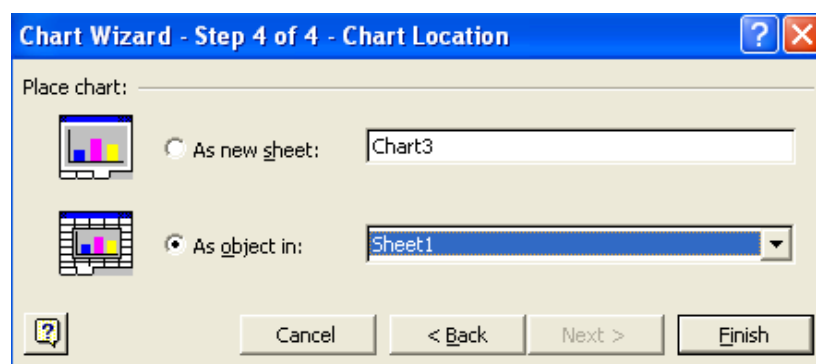 Chart Wizard - Step 4 of 4 - Chart Location
Place chart:
As new sheet: Chart3
As object in: Sheet1
Cancel < Back Next > Finish